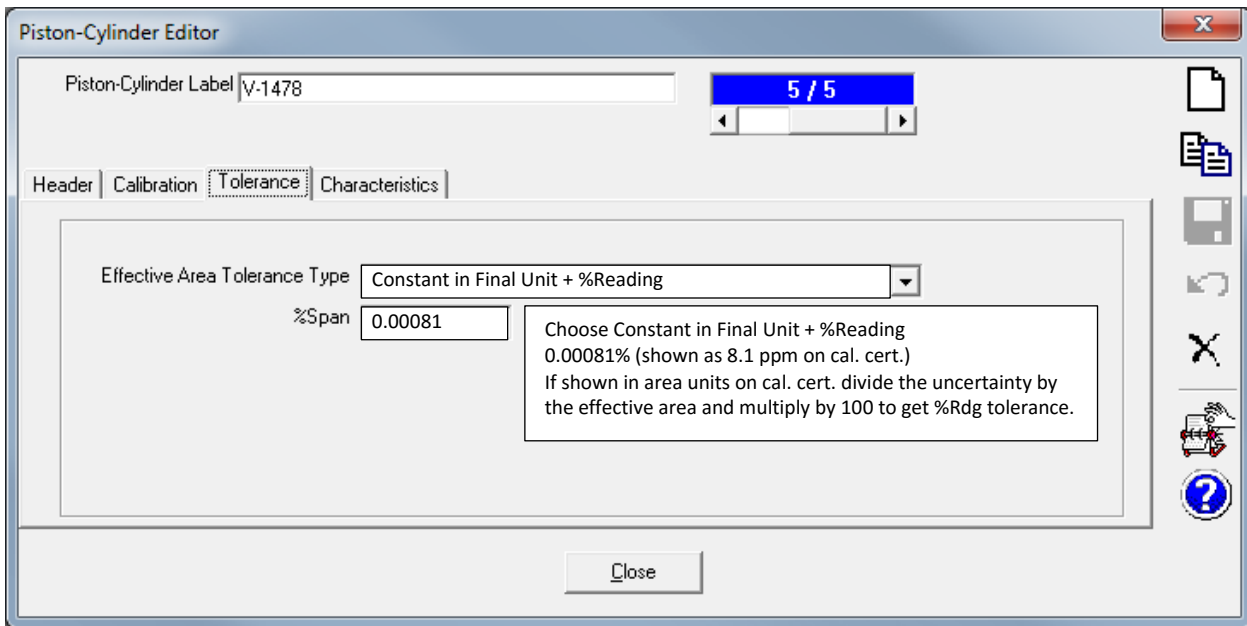 Piston-Cylinder Editor
Piston-Cylinder Label V-1478
5 / 5
Header Calibration Tolerance Characteristics
Effective Area Tolerance Type Constant in Final Unit + %Reading
%Span 0.00081
Choose Constant in Final Unit + %Reading
0.00081% (shown as 8.1 ppm on cal. cert.)
If shown in area units on cal. cert. divide the uncertainty by
the effective area and multiply by 100 to get %Rdg tolerance.
Close